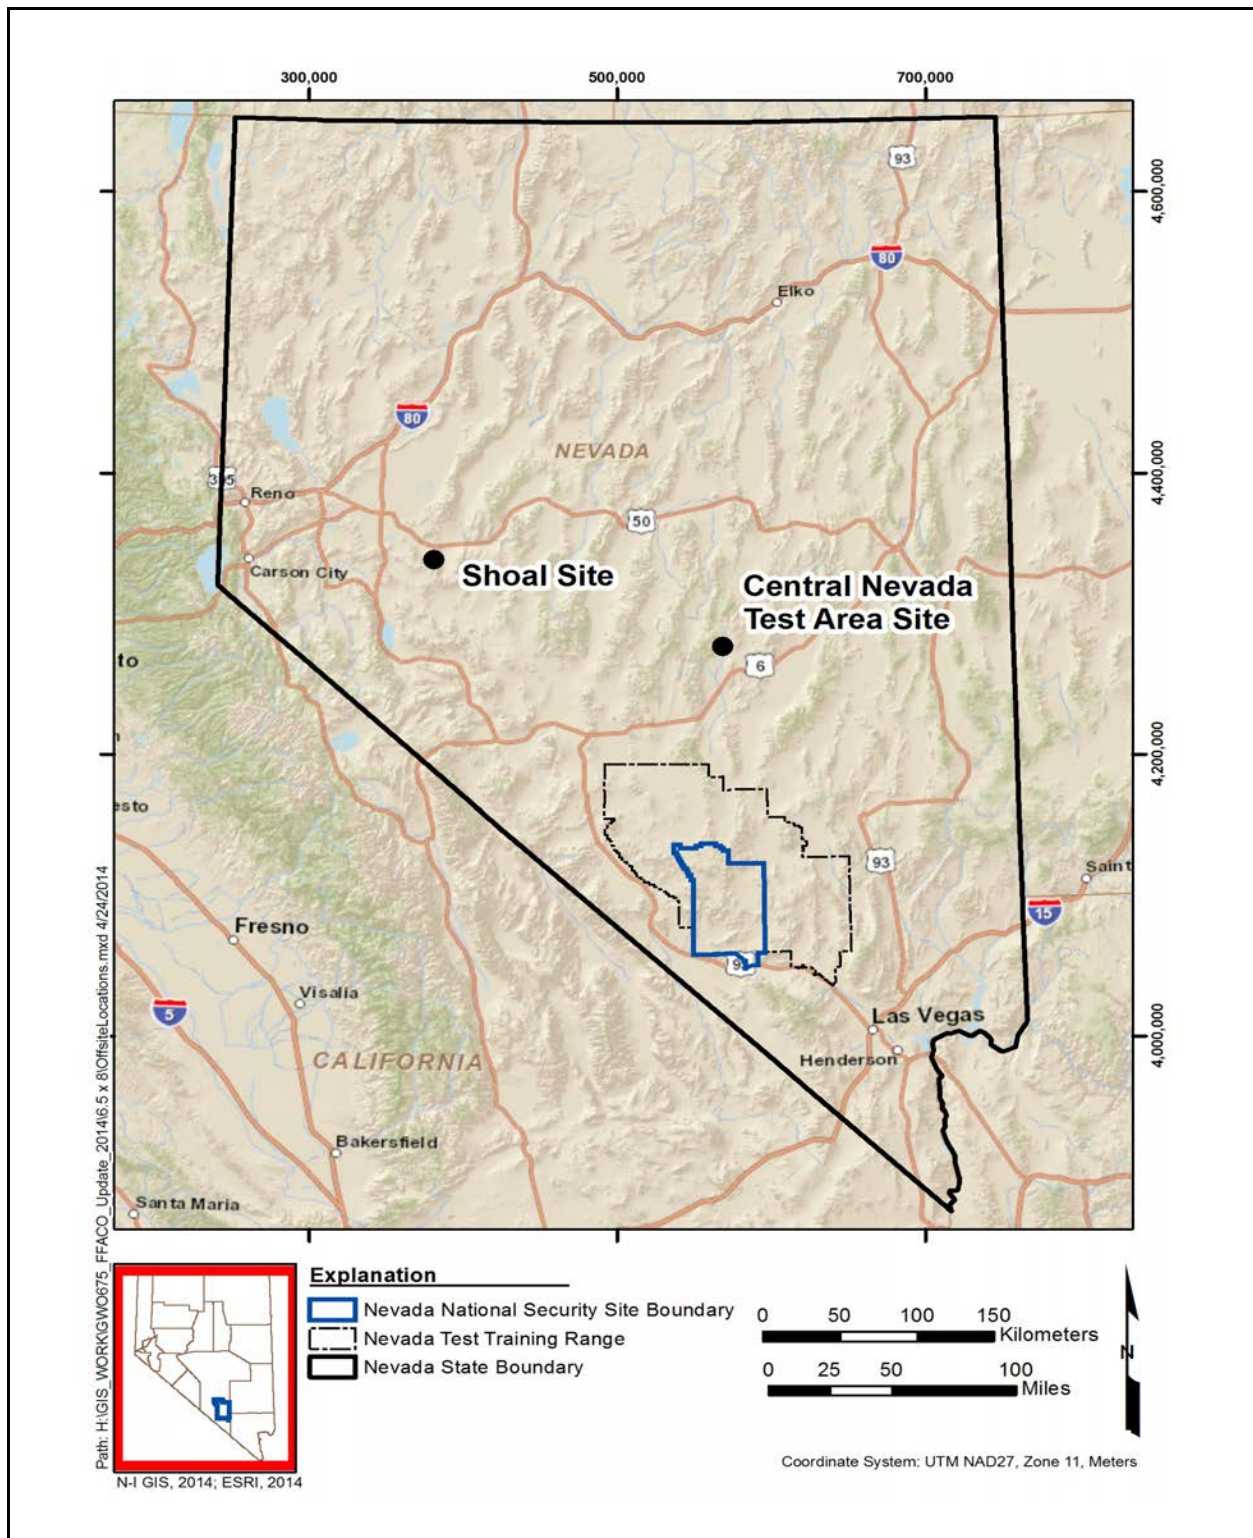 300,000
500,000
700,000
93
4,600,000
80
Elko
80
NEVADA
4,400,000
395
Reno
50
Carson City
Shoal Site
Central Nevada
Test Area Site
to
6
4,200,000
esto
93
Saint
15
Fresno
Visalia
5
Las Vegas
4,000,000
Henderson
CALIFORNIA
Bakersfield
Santa Maria
Path: H:\GIS_WORK\GWO675_FFACO_Update_2014\6.5 x 8\OffsiteLocations.mxd 4/24/2014
Explanation
Nevada National Security Site Boundary
Nevada Test Training Range
Nevada State Boundary
0 50 100 150
Kilometers
0 25 50 100
Miles
N
Coordinate System: UTM NAD27, Zone 11, Meters
N-I GIS, 2014; ESRI, 2014